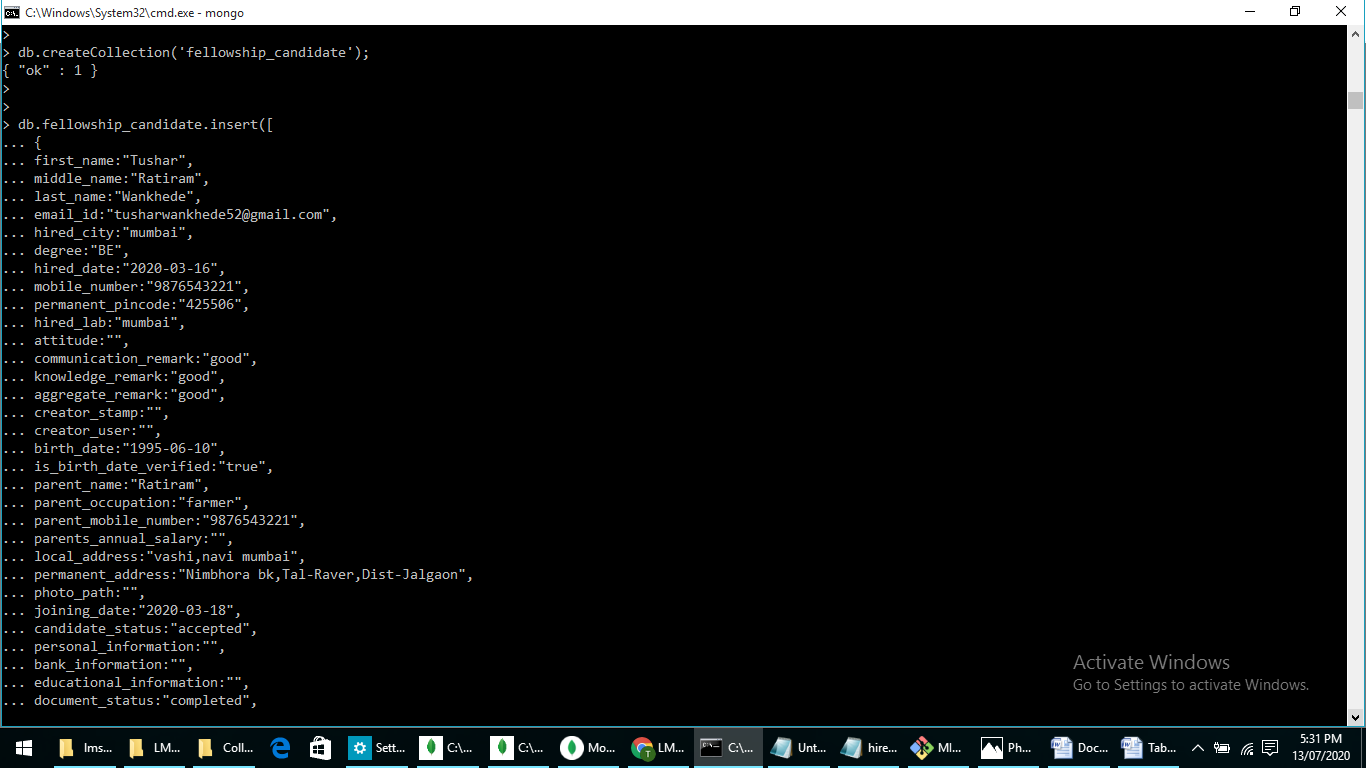 C:\Windows\System32\cmd.exe - mongo
>
> db.createCollection('fellowship_candidate');
{ "ok" : 1 }
>
>
> db.fellowship_candidate.insert([
... {
... first_name:"Tushar",
... middle_name:"Ratiram",
... last_name:"Wankhede",
... email_id:"tusharwankhede52@gmail.com",
... hired_city:"mumbai",
... degree:"BE",
... hired_date:"2020-03-16",
... mobile_number:"9876543221",
... permanent_pincode:"425506",
... hired_lab:"mumbai",
... attitude:"",
... communication_remark:"good",
... knowledge_remark:"good",
... aggregate_remark:"good",
... creator_stamp:"",
... creator_user:"",
... birth_date:"1995-06-10",
... is_birth_date_verified:"true",
... parent_name:"Ratiram",
... parent_occupation:"farmer",
... parent_mobile_number:"9876543221",
... parents_annual_salary:"",
... local_address:"vashi,navi mumbai",
... permanent_address:"Nimbhora bk,Tal-Raver,Dist-Jalgaon",
... photo_path:"",
... joining_date:"2020-03-18",
... candidate_status:"accepted",
... personal_information:"",
... bank_information:"",
... educational_information:"",
... document_status:"completed",
Activate Windows
Go to Settings to activate Windows.
Ims... LM... Coll... Sett... C:\... C:\... Mo... LM... C:\... Unt... hire... MI... Ph... Doc... Tab...
5:31 PM
13/07/2020